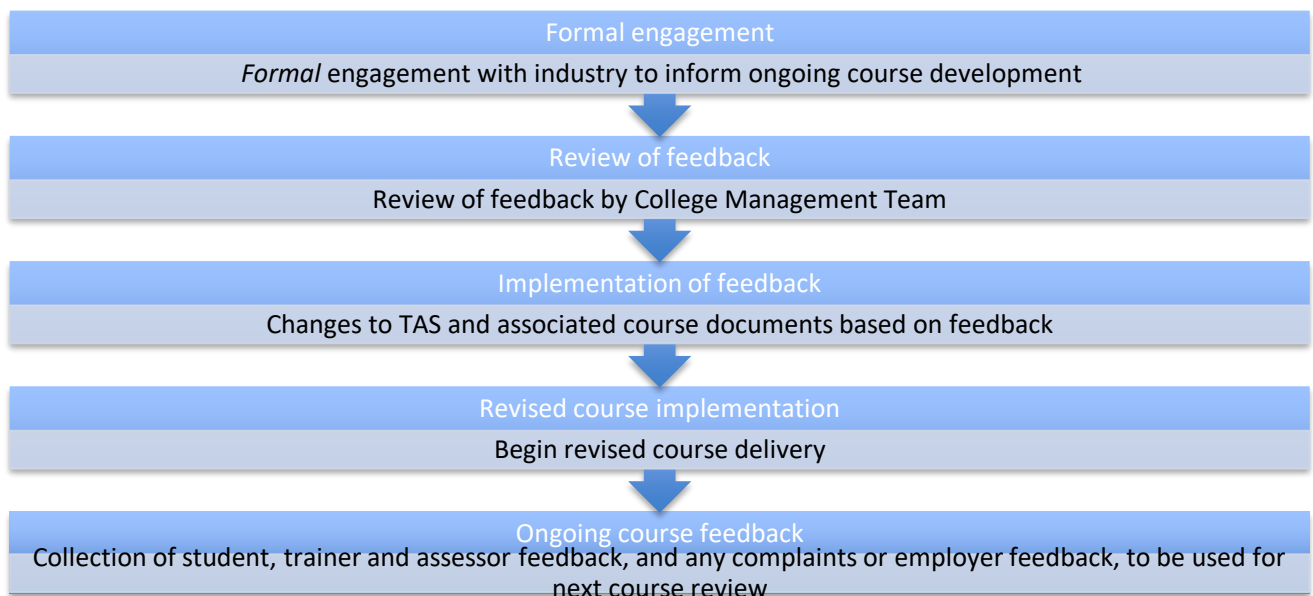 Formal engagement
Formal engagement with industry to inform ongoing course development
Review of feedback
Review of feedback by College Management Team
Implementation of feedback
Changes to TAS and associated course documents based on feedback
Revised course implementation
Begin revised course delivery
Ongoing course feedback
Collection of student, trainer and assessor feedback, and any complaints or employer feedback, to be used for
next course review